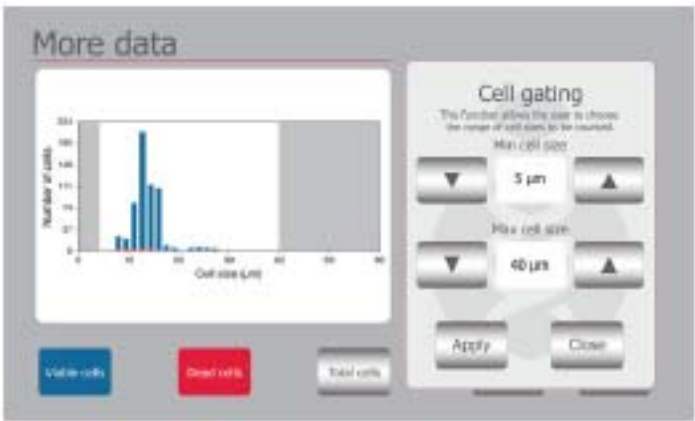 More data
Cell gating
This function allows the user to choose
the range of cell sizes to be counted.
Min cell size
5 µm
Max cell size
40 µm
Apply
Close
Number of cells
Cell size (µm)
0
Viable cells
Dead cells
Total cells